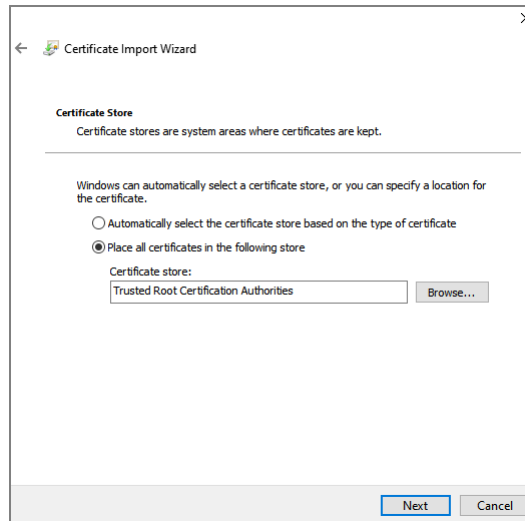 Certificate Import Wizard
Certificate Store
Certificate stores are system areas where certificates are kept.
Windows can automatically select a certificate store, or you can specify a location for
the certificate.
Automatically select the certificate store based on the type of certificate
Place all certificates in the following store
Certificate store:
Trusted Root Certification Authorities
Browse...
Next
Cancel